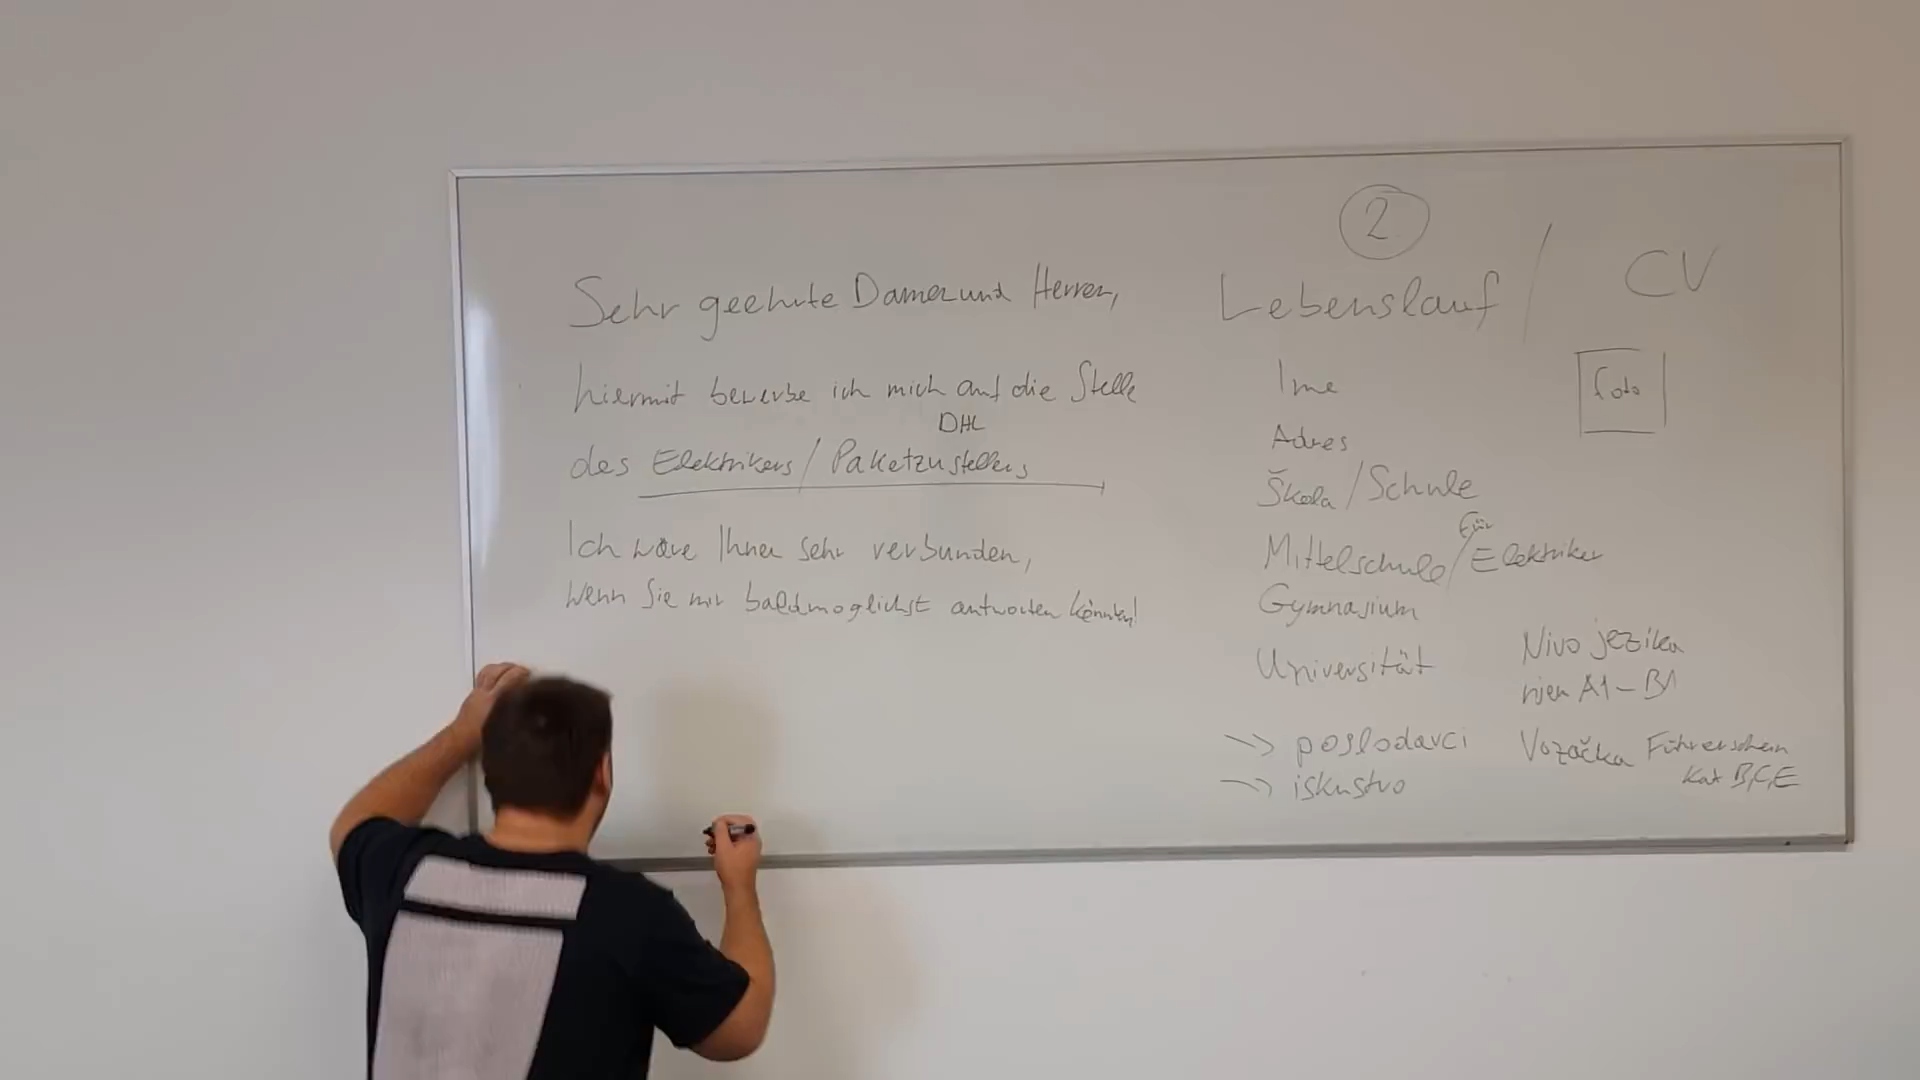 Sehr geehrte Damen und Herren,
hiermit bewerbe ich mich auf die Stelle
DHL
des Elektrikers / Paketzustellers
Ich wäre Ihnen sehr verbunden,
wenn Sie mir baldmoglichst antworten könnten!
2
Lebenslauf / CV
Ime
foto
Adres
Škola / Schule
für
Mittelschule / Elektriker
Gymnasium
Universität
Nivo jezika
njem A1-B1
→ poslodavci
→ iskustvo
Vozačka Führerschein
Kat B,C,E